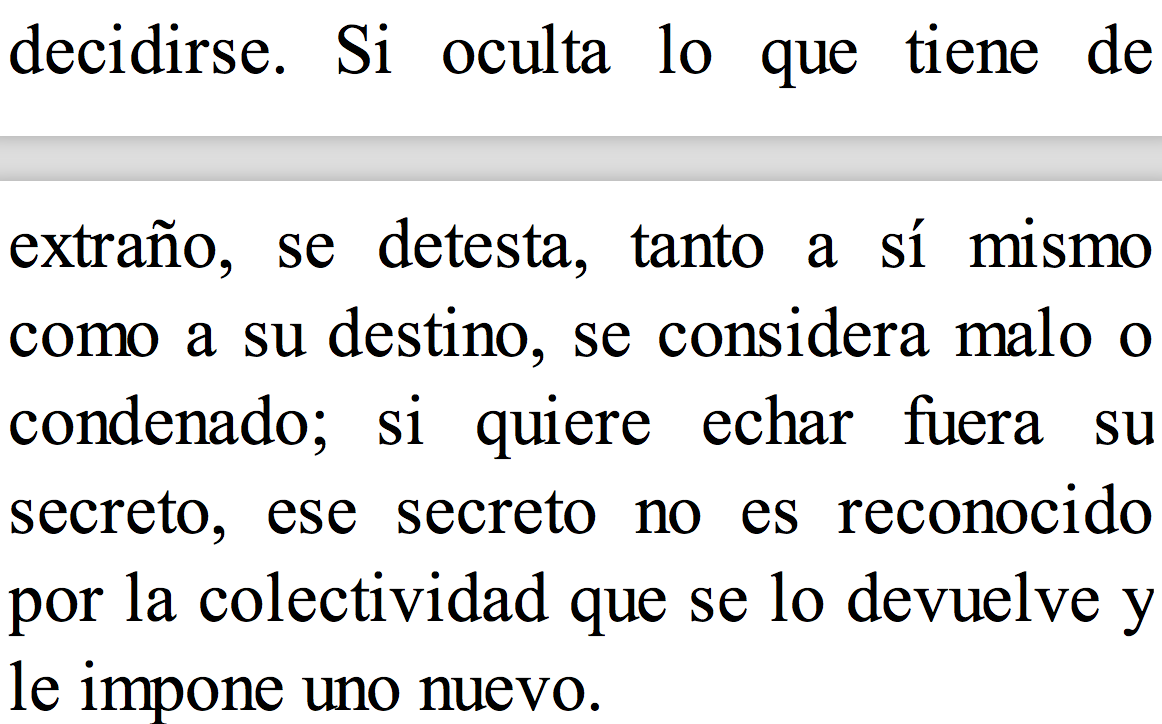 decidirse. Si oculta lo que tiene de
extraño, se detesta, tanto a sí mismo
como a su destino, se considera malo o
condenado; si quiere echar fuera su
secreto, ese secreto no es reconocido
por la colectividad que se lo devuelve y
le impone uno nuevo.